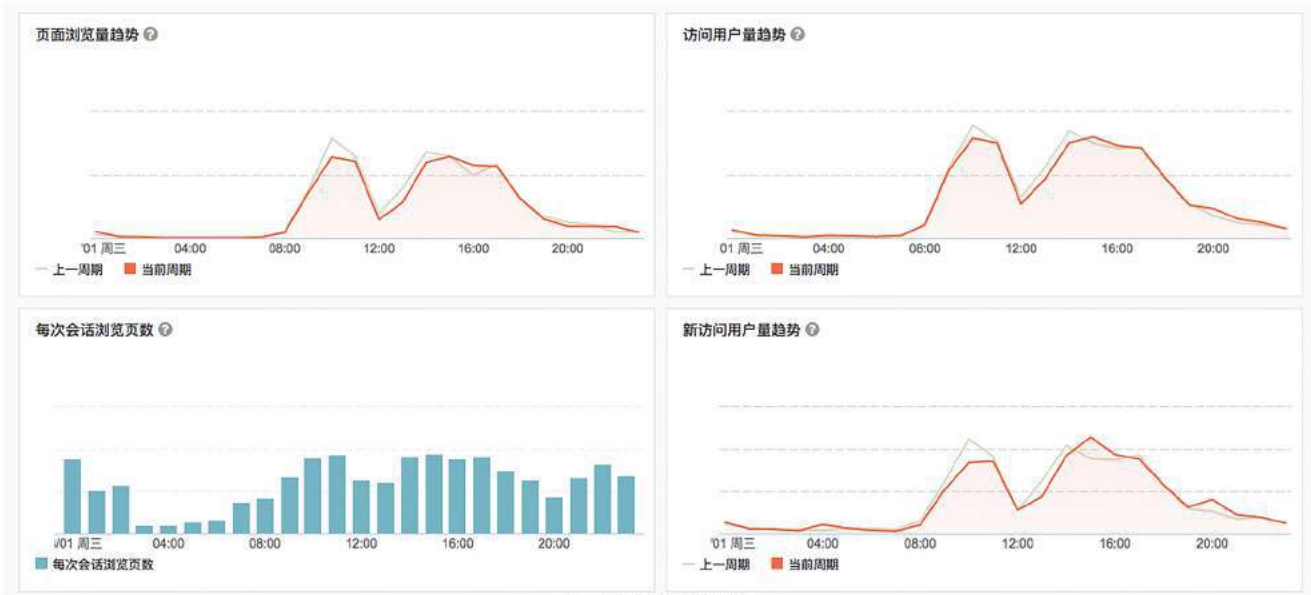 页面浏览量趋势 ?
'01 周三 04:00 08:00 12:00 16:00 20:00
上一周期 当前周期
访问用户量趋势 ?
01 周三 04:00 08:00 12:00 16:00 20:00
上一周期 当前周期
每次会话浏览页数 ?
/01 周三 04:00 08:00 12:00 16:00 20:00
每次会话浏览页数
新访问用户量趋势 ?
'01 周三 04:00 08:00 12:00 16:00 20:00
上一周期 当前周期